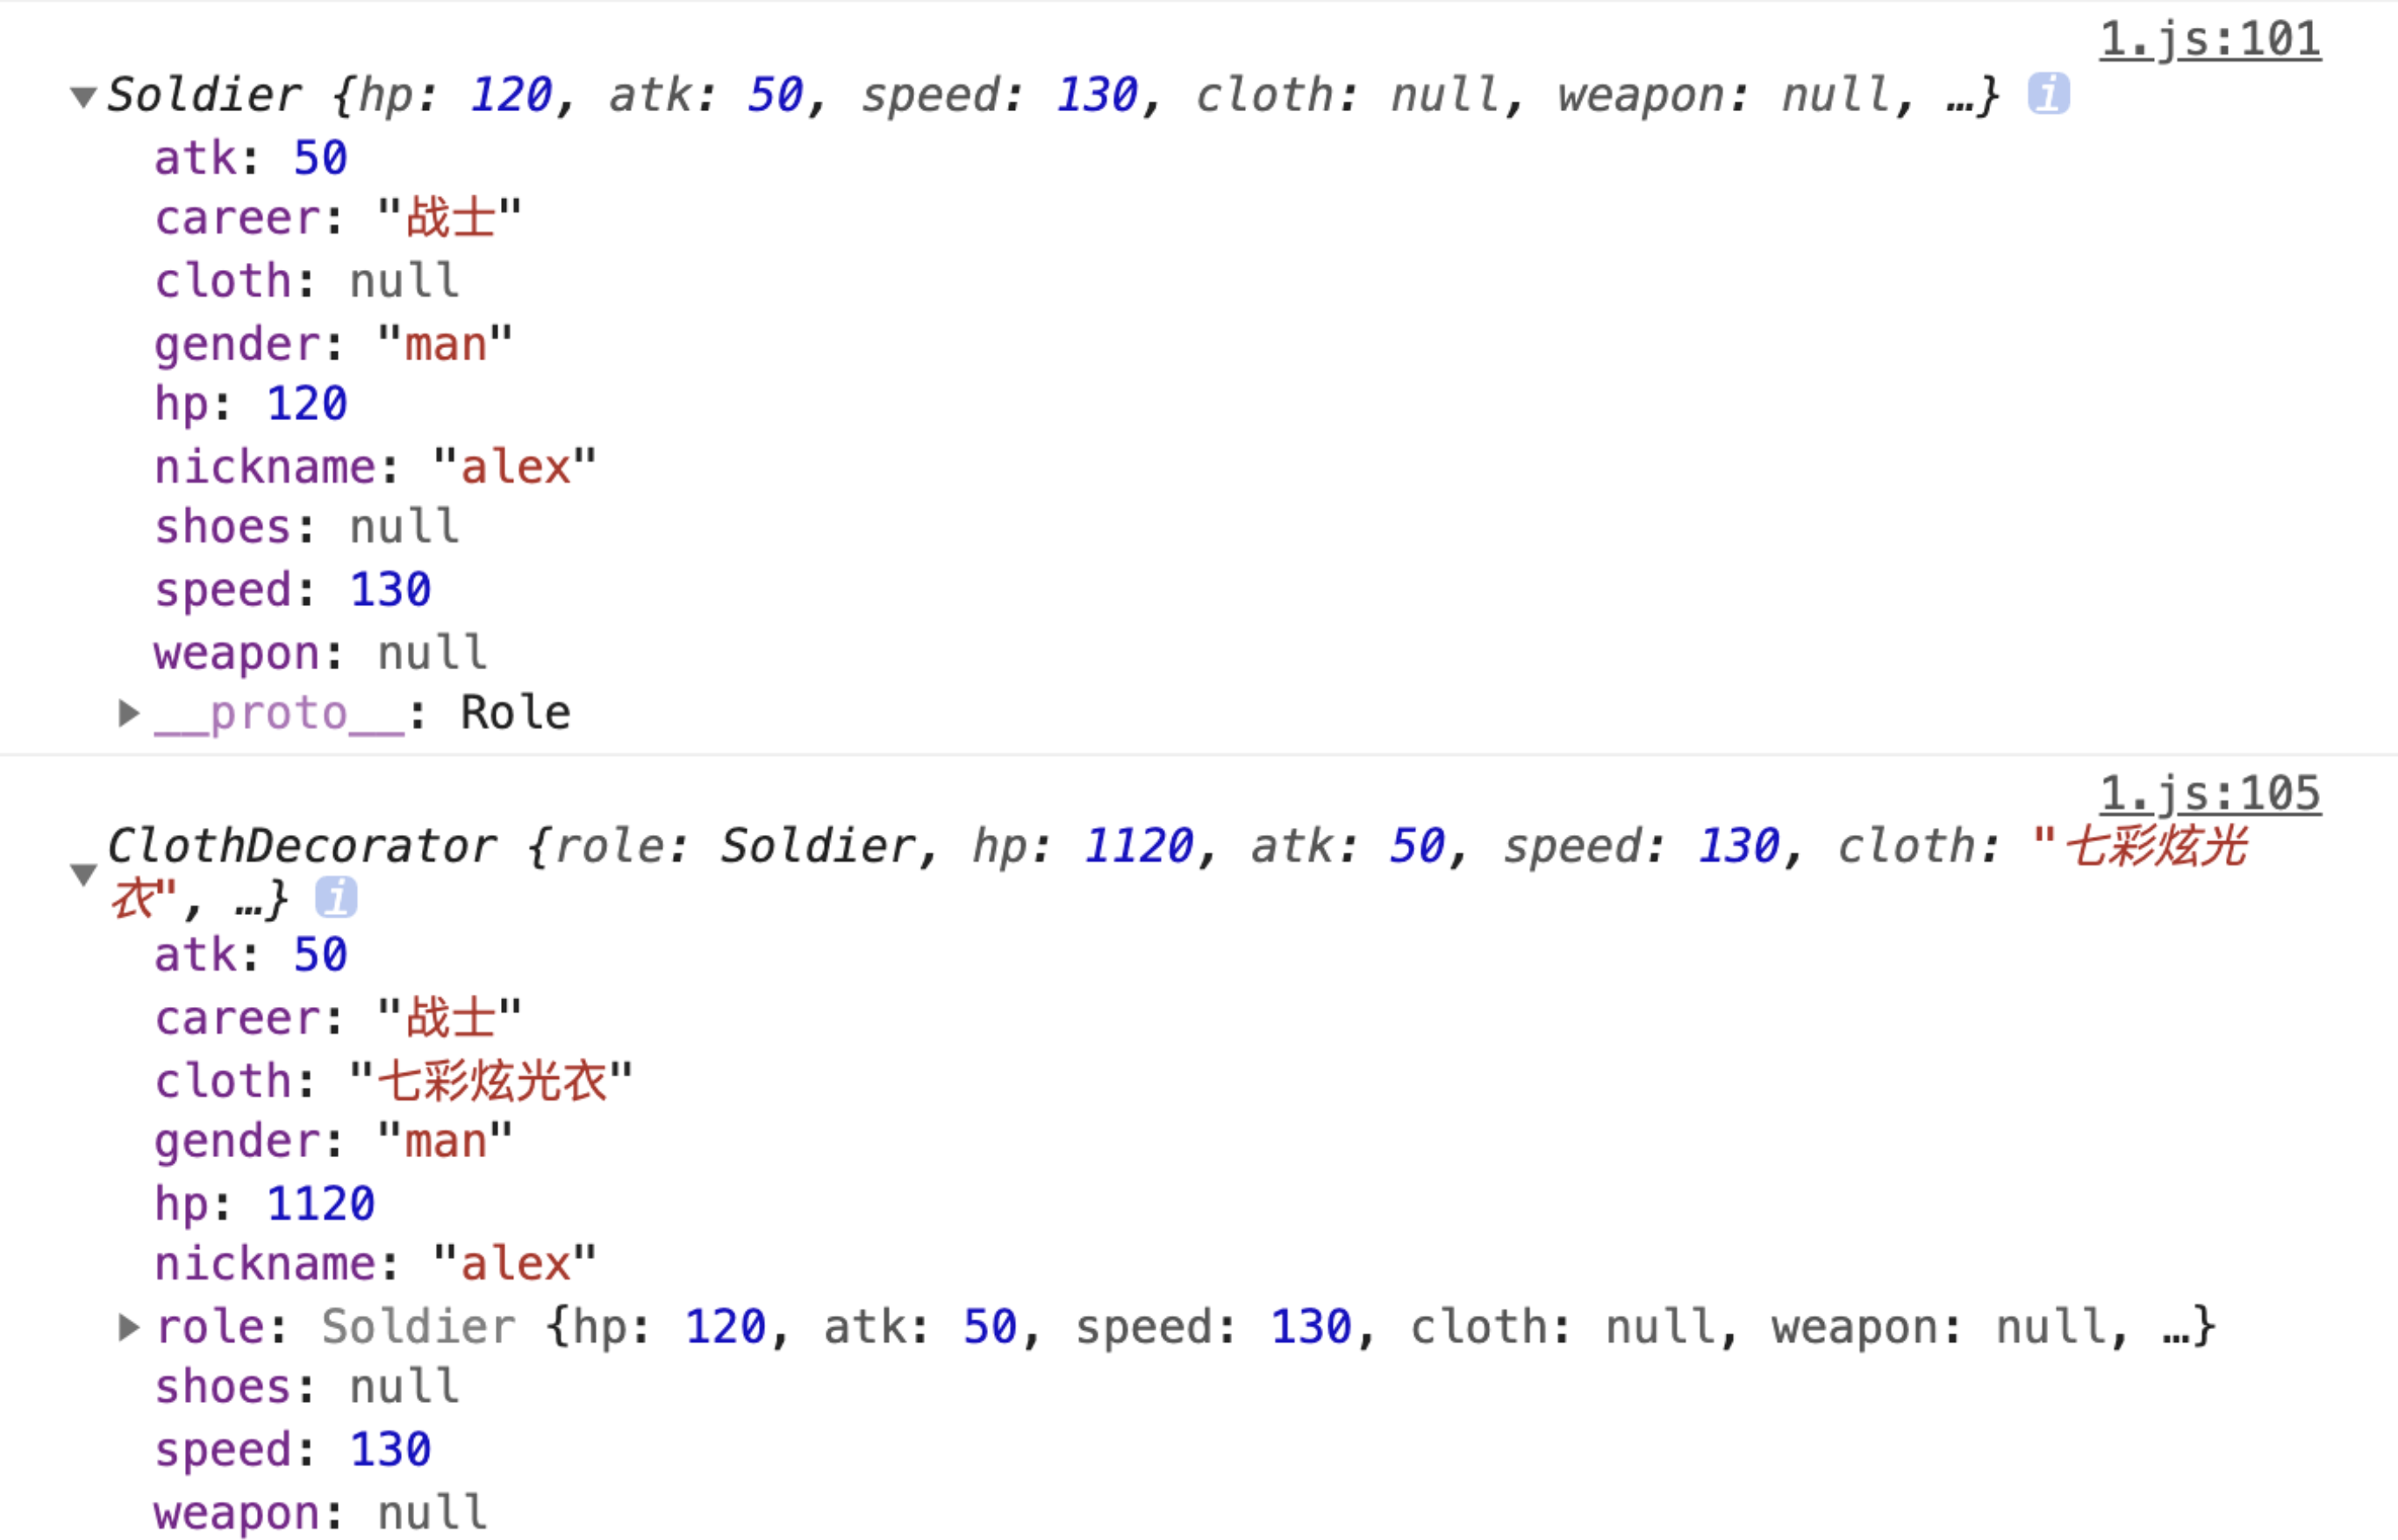 1.js:101
Soldier {hp: 120, atk: 50, speed: 130, cloth: null, weapon: null, …} i
atk: 50
career: "战士"
cloth: null
gender: "man"
hp: 120
nickname: "alex"
shoes: null
speed: 130
weapon: null
__proto__: Role
1.js:105
ClothDecorator {role: Soldier, hp: 1120, atk: 50, speed: 130, cloth: "七彩炫光
衣", …} i
atk: 50
career: "战士"
cloth: "七彩炫光衣"
gender: "man"
hp: 1120
nickname: "alex"
role: Soldier {hp: 120, atk: 50, speed: 130, cloth: null, weapon: null, …}
shoes: null
speed: 130
weapon: null